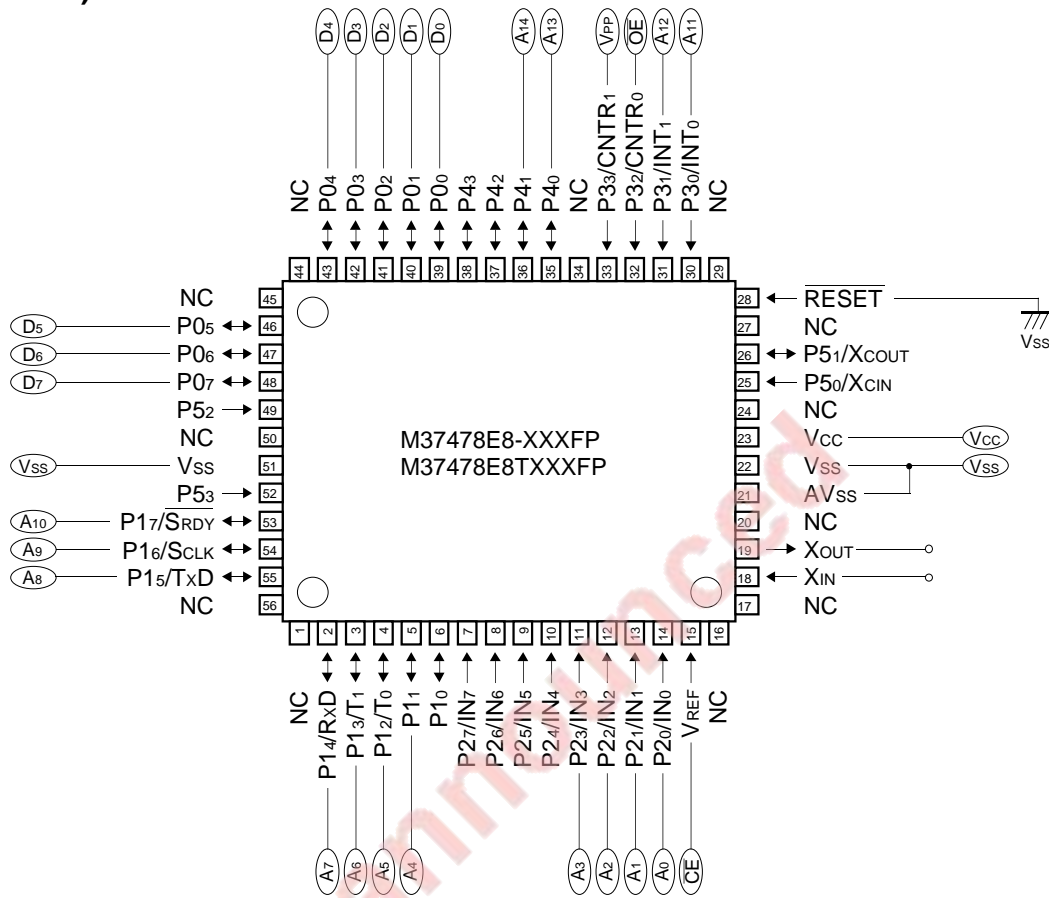 D4 D3 D2 D1 D0 A14 A13 VPP OE A12 A11
NC P04 P03 P02 P01 P00 P43 P42 P41 P40 NC P33/CNTR1 P32/CNTR0 P31/INT1 P30/INT0 NC
44 43 42 41 40 39 38 37 36 35 34 33 32 31 30 29
NC 45
D5 P05 46
D6 P06 47
D7 P07 48
P52 49
NC 50
VSS VSS 51
P53 52
A10 P17/SRDY 53
A9 P16/SCLK 54
A8 P15/TXD 55
NC 56
M37478E8-XXXFP
M37478E8TXXXFP
28 RESET
VSS
27 NC
26 P51/XCOUT
25 P50/XCIN
24 NC
23 VCC VCC
22 VSS VSS
21 AVSS
20 NC
19 XOUT
18 XIN
17 NC
1 2 3 4 5 6 7 8 9 10 11 12 13 14 15 16
NC P14/RXD P13/T1 P12/T0 P11 P10 P27/IN7 P26/IN6 P25/IN5 P24/IN4 P23/IN3 P22/IN2 P21/IN1 P20/IN0 VREF NC
A7 A6 A5 A4 A3 A2 A1 A0 CE
announced